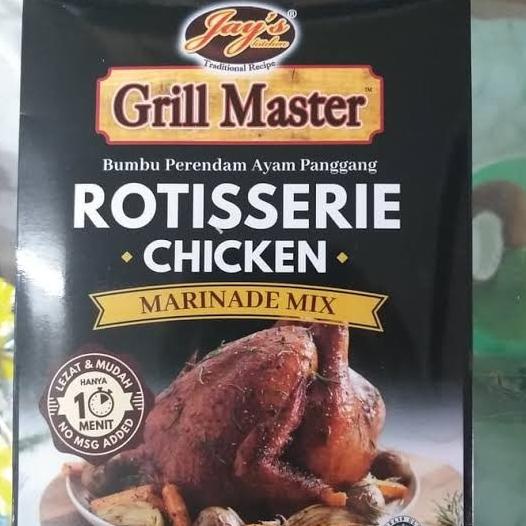 Jay's®
kitchen
Traditional Recipe
Grill Master™
Bumbu Perendam Ayam Panggang
ROTISSERIE
CHICKEN
MARINADE MIX
LEZAT & MUDAH
HANYA
10
MENIT
NO MSG ADDED